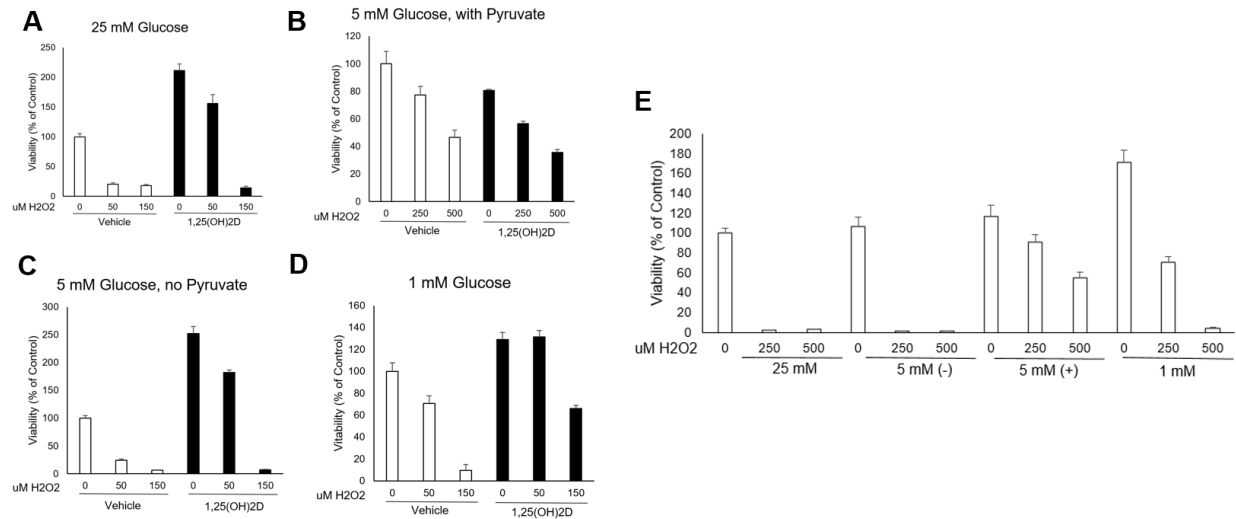 A
25 mM Glucose
Viability (% of Control)
250
200
150
100
50
0
uM H2O2
0 50 150 0 50 150
Vehicle 1,25(OH)2D
B
5 mM Glucose, with Pyruvate
Viability (% of Control)
120
100
80
60
40
20
0
uM H2O2
0 250 500 0 250 500
Vehicle 1,25(OH)2D
C
5 mM Glucose, no Pyruvate
Viability (% of Control)
300
250
200
150
100
50
0
uM H2O2
0 50 150 0 50 150
Vehicle 1,25(OH)2D
D
1 mM Glucose
Vitability (% of Control)
160
140
120
100
80
60
40
20
0
uM H2O2
0 50 150 0 50 150
Vehicle 1,25(OH)2D
E
Viability (% of Control)
200
180
160
140
120
100
80
60
40
20
0
uM H2O2
0 250 500 0 250 500 0 250 500 0 250 500
25 mM 5 mM (-) 5 mM (+) 1 mM